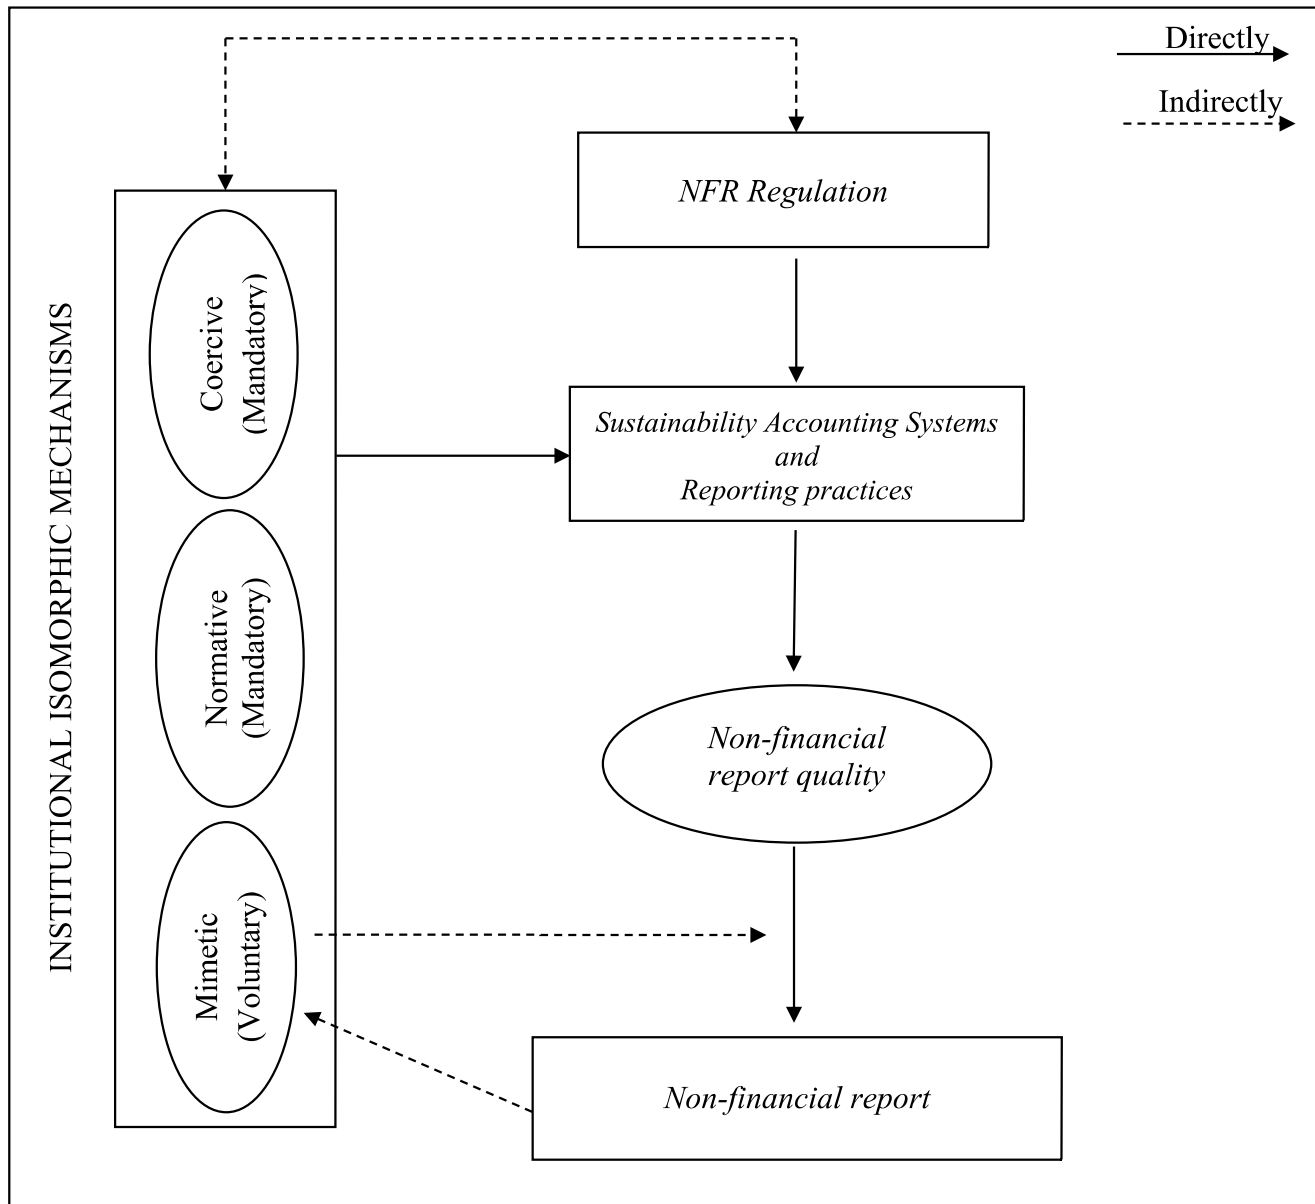 Directly
Indirectly
NFR Regulation
INSTITUTIONAL ISOMORPHIC MECHANISMS
Coercive
(Mandatory)
Sustainability Accounting Systems
and
Reporting practices
Normative
(Mandatory)
Non-financial
report quality
Mimetic
(Voluntary)
Non-financial report